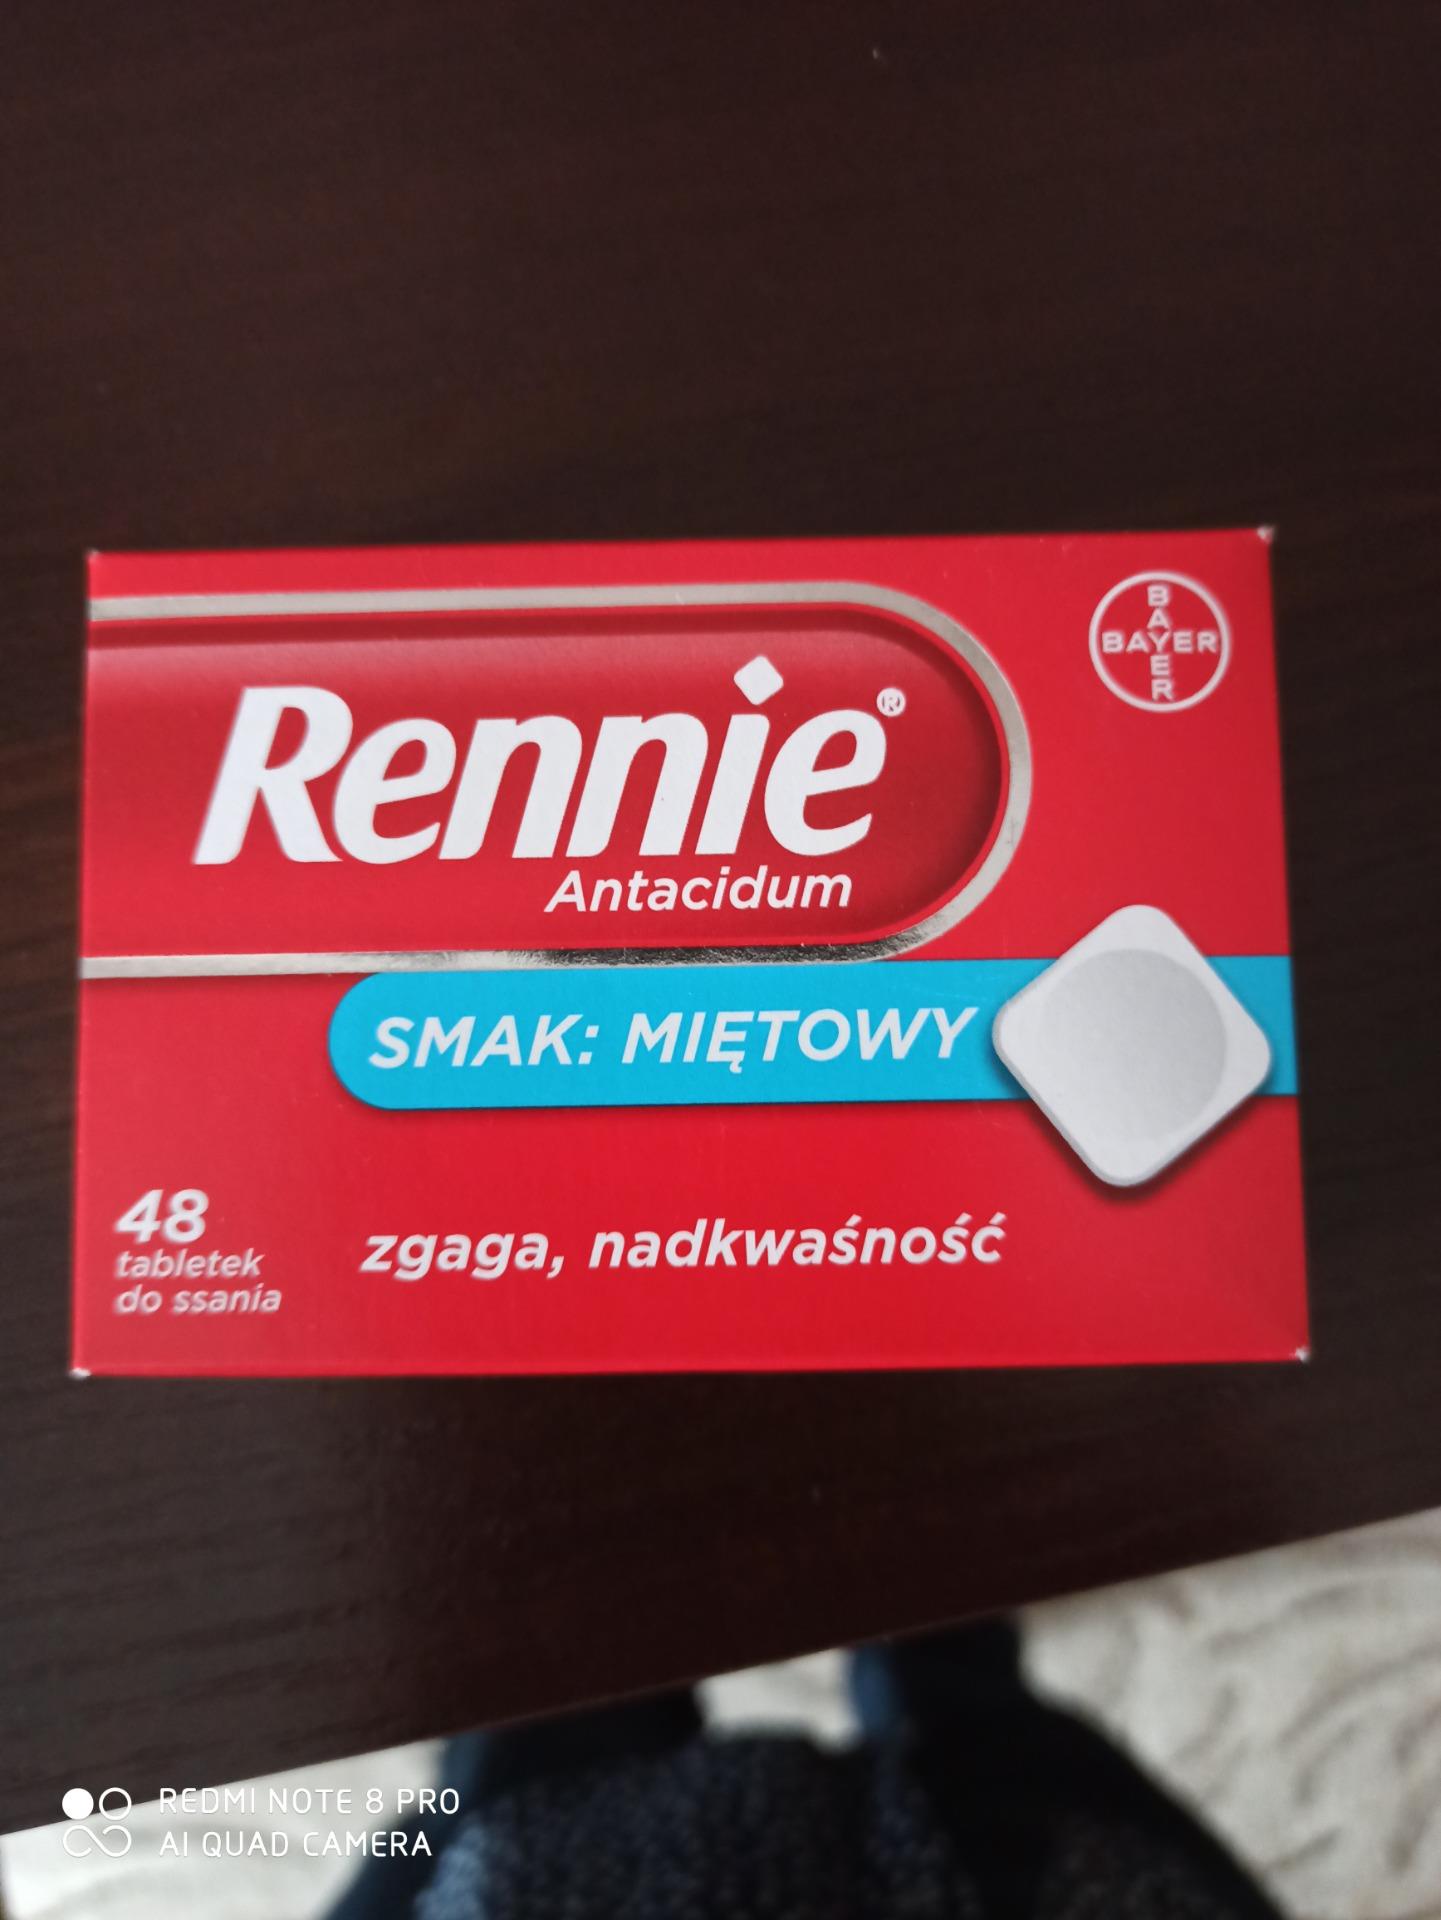 BAYER
BAYER
Rennie®
Antacidum
SMAK: MIĘTOWY
48
tabletek
do ssania
zgaga, nadkwaśność
REDMI NOTE 8 PRO
AI QUAD CAMERA